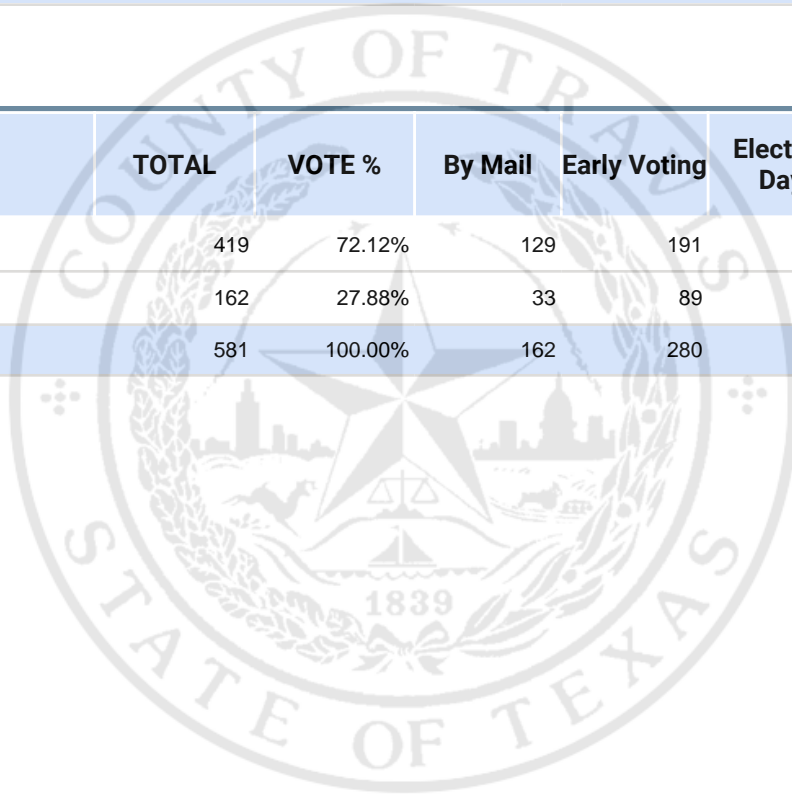 COUNTY OF TRAVIS
TOTAL VOTE % By Mail Early Voting
419 72.12% 129 191
162 27.88% 33 89
581 100.00% 162 280
1839
STATE OF TEXAS